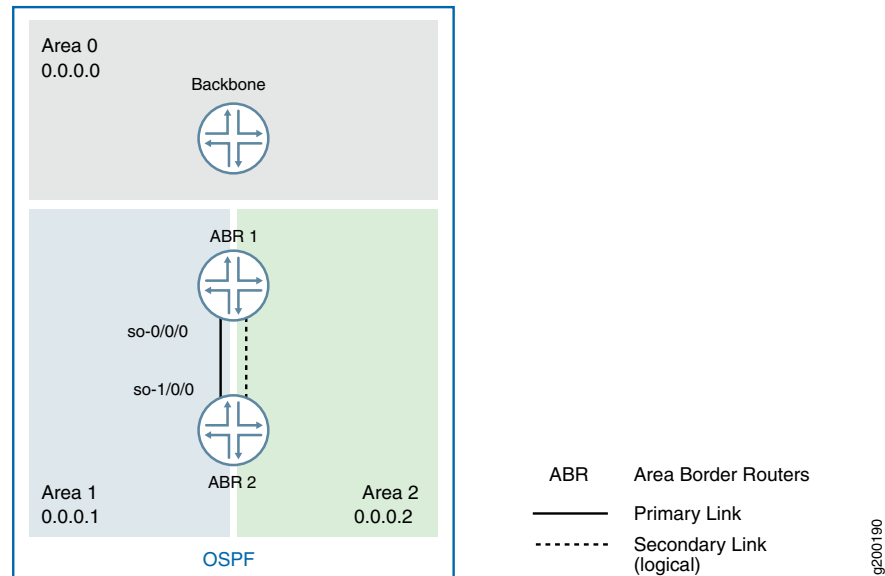 Area 0
0.0.0.0
Backbone
ABR 1
so-0/0/0
so-1/0/0
ABR 2
Area 1
0.0.0.1
Area 2
0.0.0.2
OSPF
ABR Area Border Routers
Primary Link
Secondary Link
(logical)
g200190